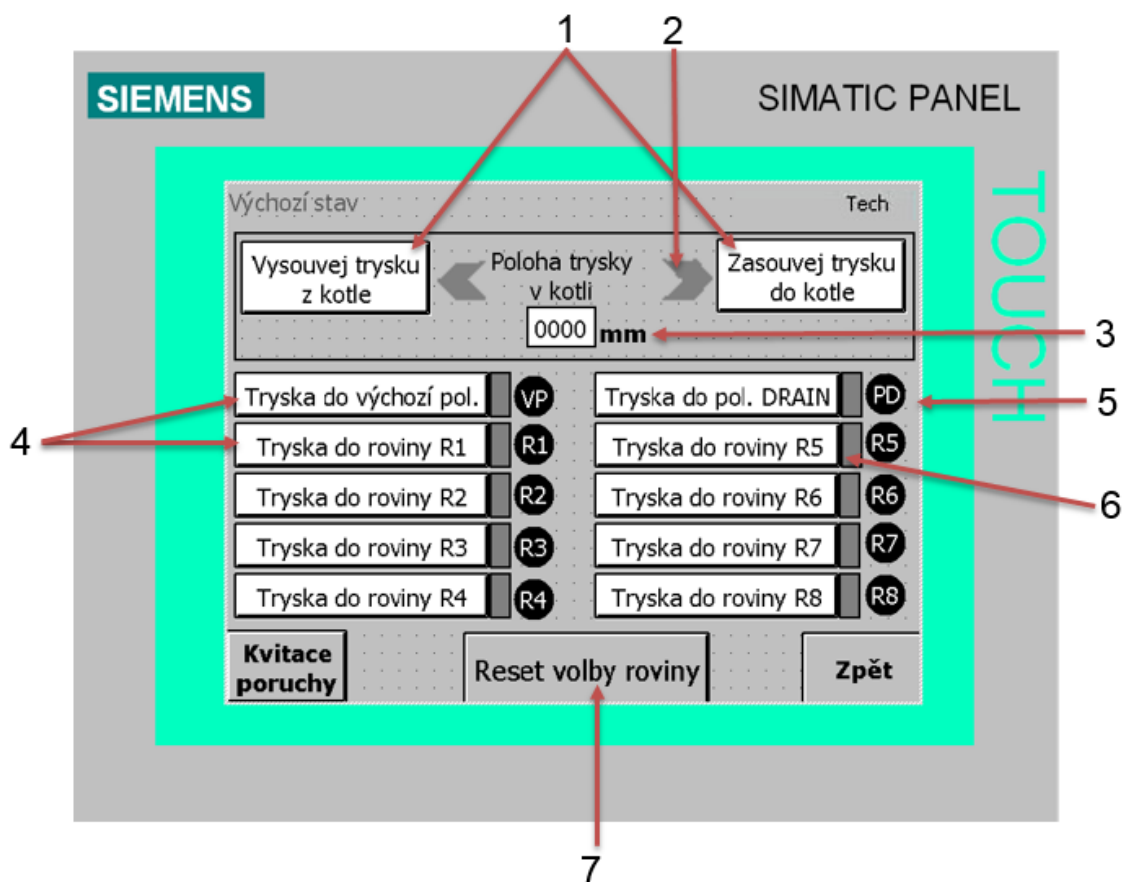 1 2
SIEMENS
SIMATIC PANEL
TOUCH
Výchozí stav
Tech
Vysouvej trysku
z kotle
Poloha trysky
v kotli
Zasouvej trysku
do kotle
0000 mm
3
Tryska do výchozí pol. VP
Tryska do pol. DRAIN PD
5
4
Tryska do roviny R1 R1
Tryska do roviny R5 R5
6
Tryska do roviny R2 R2
Tryska do roviny R6 R6
Tryska do roviny R3 R3
Tryska do roviny R7 R7
Tryska do roviny R4 R4
Tryska do roviny R8 R8
Kvitace
poruchy
Reset volby roviny
Zpět
7